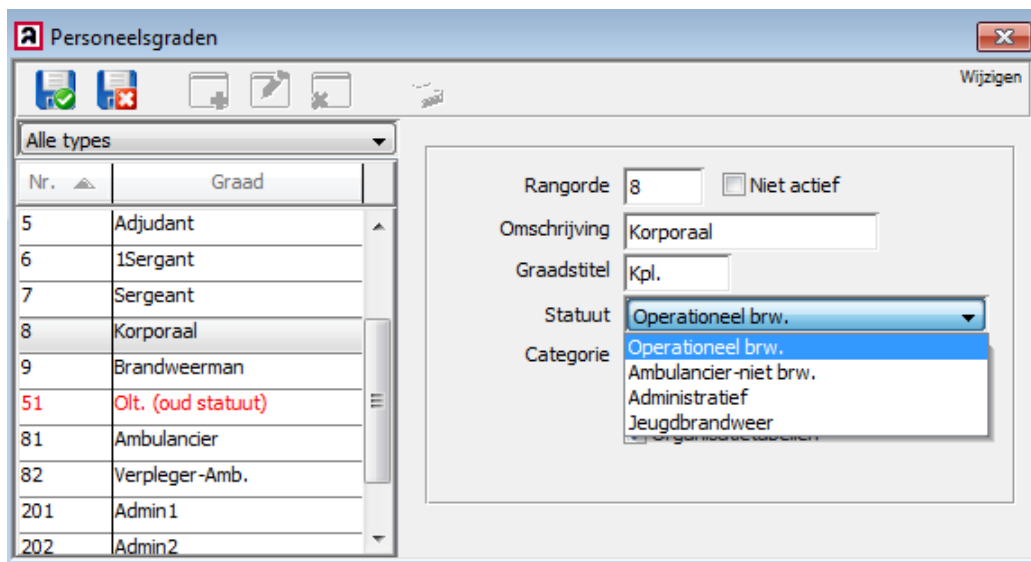 Personeelsgraden
Wijzigen
Alle types
Nr. Graad
5 Adjudant
6 1Sergant
7 Sergeant
8 Korporaal
9 Brandweerman
51 Olt. (oud statuut)
81 Ambulancier
82 Verpleger-Amb.
201 Admin1
202 Admin2
Rangorde 8 Niet actief
Omschrijving Korporaal
Graadstitel Kpl.
Statuut Operationeel brw.
Categorie
Operationeel brw.
Ambulancier-niet brw.
Administratief
Jeugdbrandweer